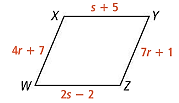 s + 5
X Y
4r + 7 7r + 1
W Z
2s − 2